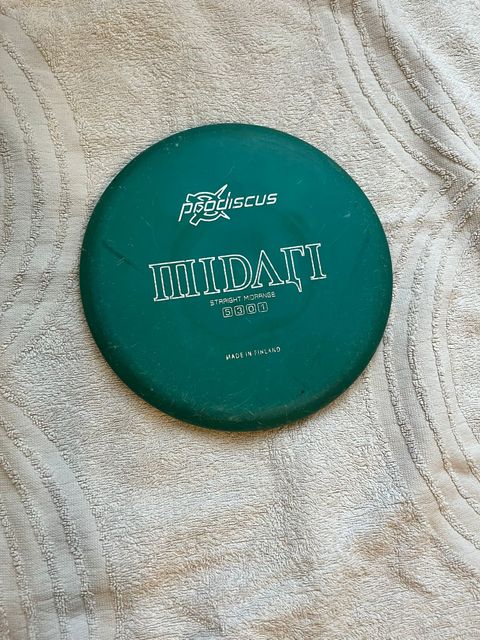 PRODISCUS
MIDARI
STRAIGHT MIDRANGE
5 3 0 1
MADE IN FINLAND